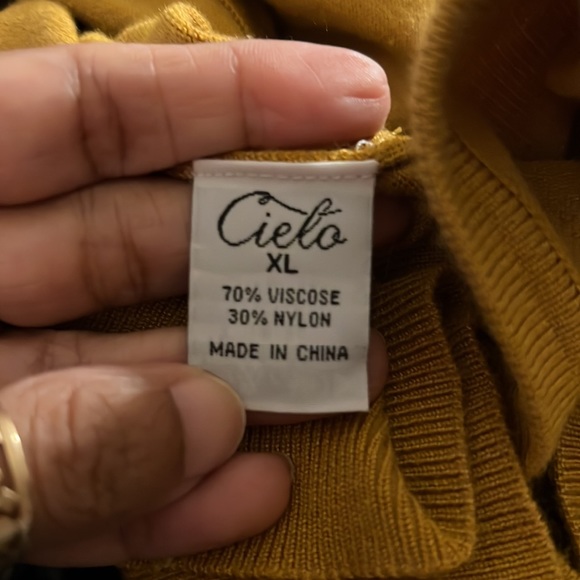 Cielo
XL
70% VISCOSE
30% NYLON
MADE IN CHINA